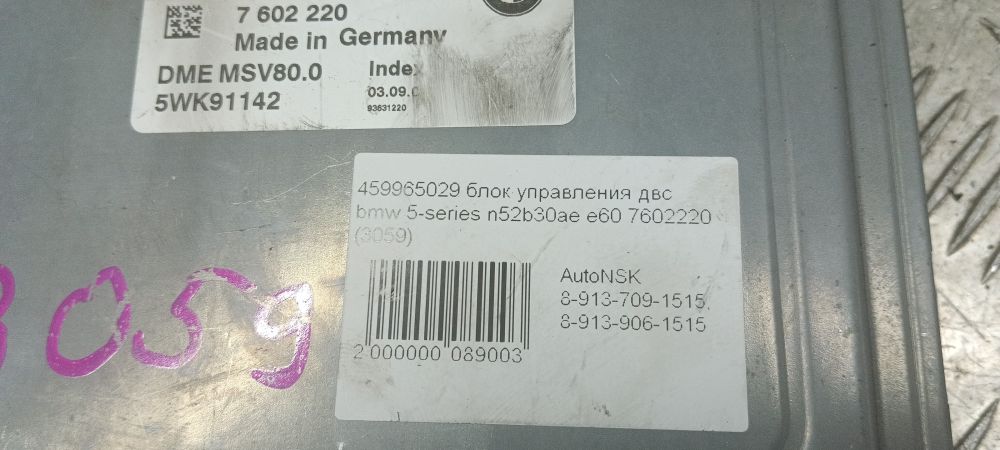 7 602 220
Made in Germany
DME MSV80.0
Index
5WK91142
03.09.0
93631220
459965029 блок управления двс
bmw 5-series n52b30ae e60 7602220
(3059)
AutoNSK
8-913-709-1515,
8-913-906-1515
2 000000 089003
3059